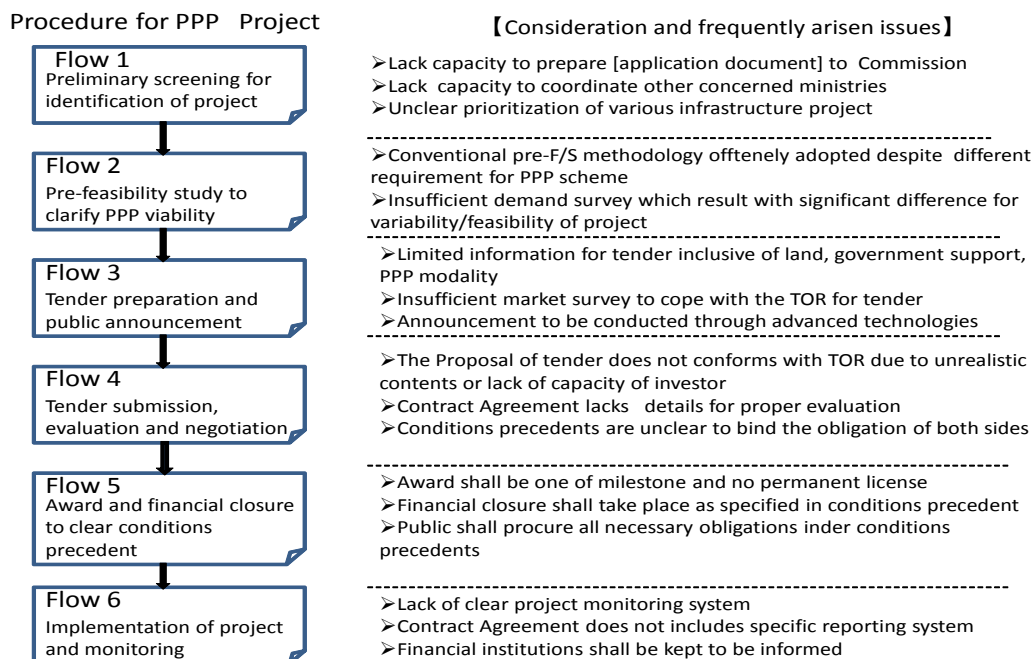 Procedure for PPP Project
【Consideration and frequently arisen issues】
Flow 1
Preliminary screening for
identification of project
➢Lack capacity to prepare [application document] to Commission
➢Lack capacity to coordinate other concerned ministries
➢Unclear prioritization of various infrastructure project
Flow 2
Pre-feasibility study to
clarify PPP viability
➢Conventional pre-F/S methodology offtenely adopted despite different
requirement for PPP scheme
➢Insufficient demand survey which result with significant difference for
variability/feasibility of project
Flow 3
Tender preparation and
public announcement
➢Limited information for tender inclusive of land, government support,
PPP modality
➢Insufficient market survey to cope with the TOR for tender
➢Announcement to be conducted through advanced technologies
Flow 4
Tender submission,
evaluation and negotiation
➢The Proposal of tender does not conforms with TOR due to unrealistic
contents or lack of capacity of investor
➢Contract Agreement lacks details for proper evaluation
➢Conditions precedents are unclear to bind the obligation of both sides
Flow 5
Award and financial closure
to clear conditions
precedent
➢Award shall be one of milestone and no permanent license
➢Financial closure shall take place as specified in conditions precedent
➢Public shall procure all necessary obligations inder conditions
precedents
Flow 6
Implementation of project
and monitoring
➢Lack of clear project monitoring system
➢Contract Agreement does not includes specific reporting system
➢Financial institutions shall be kept to be informed